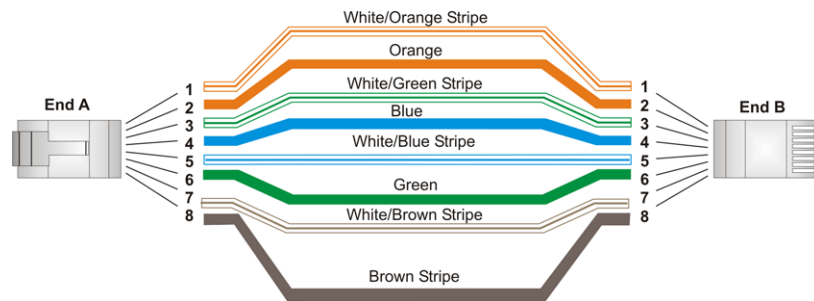 White/Orange Stripe
Orange
White/Green Stripe
Blue
White/Blue Stripe
Green
White/Brown Stripe
Brown Stripe
End A
1
2
3
4
5
6
7
8
1
2
3
4
5
6
7
8
End B